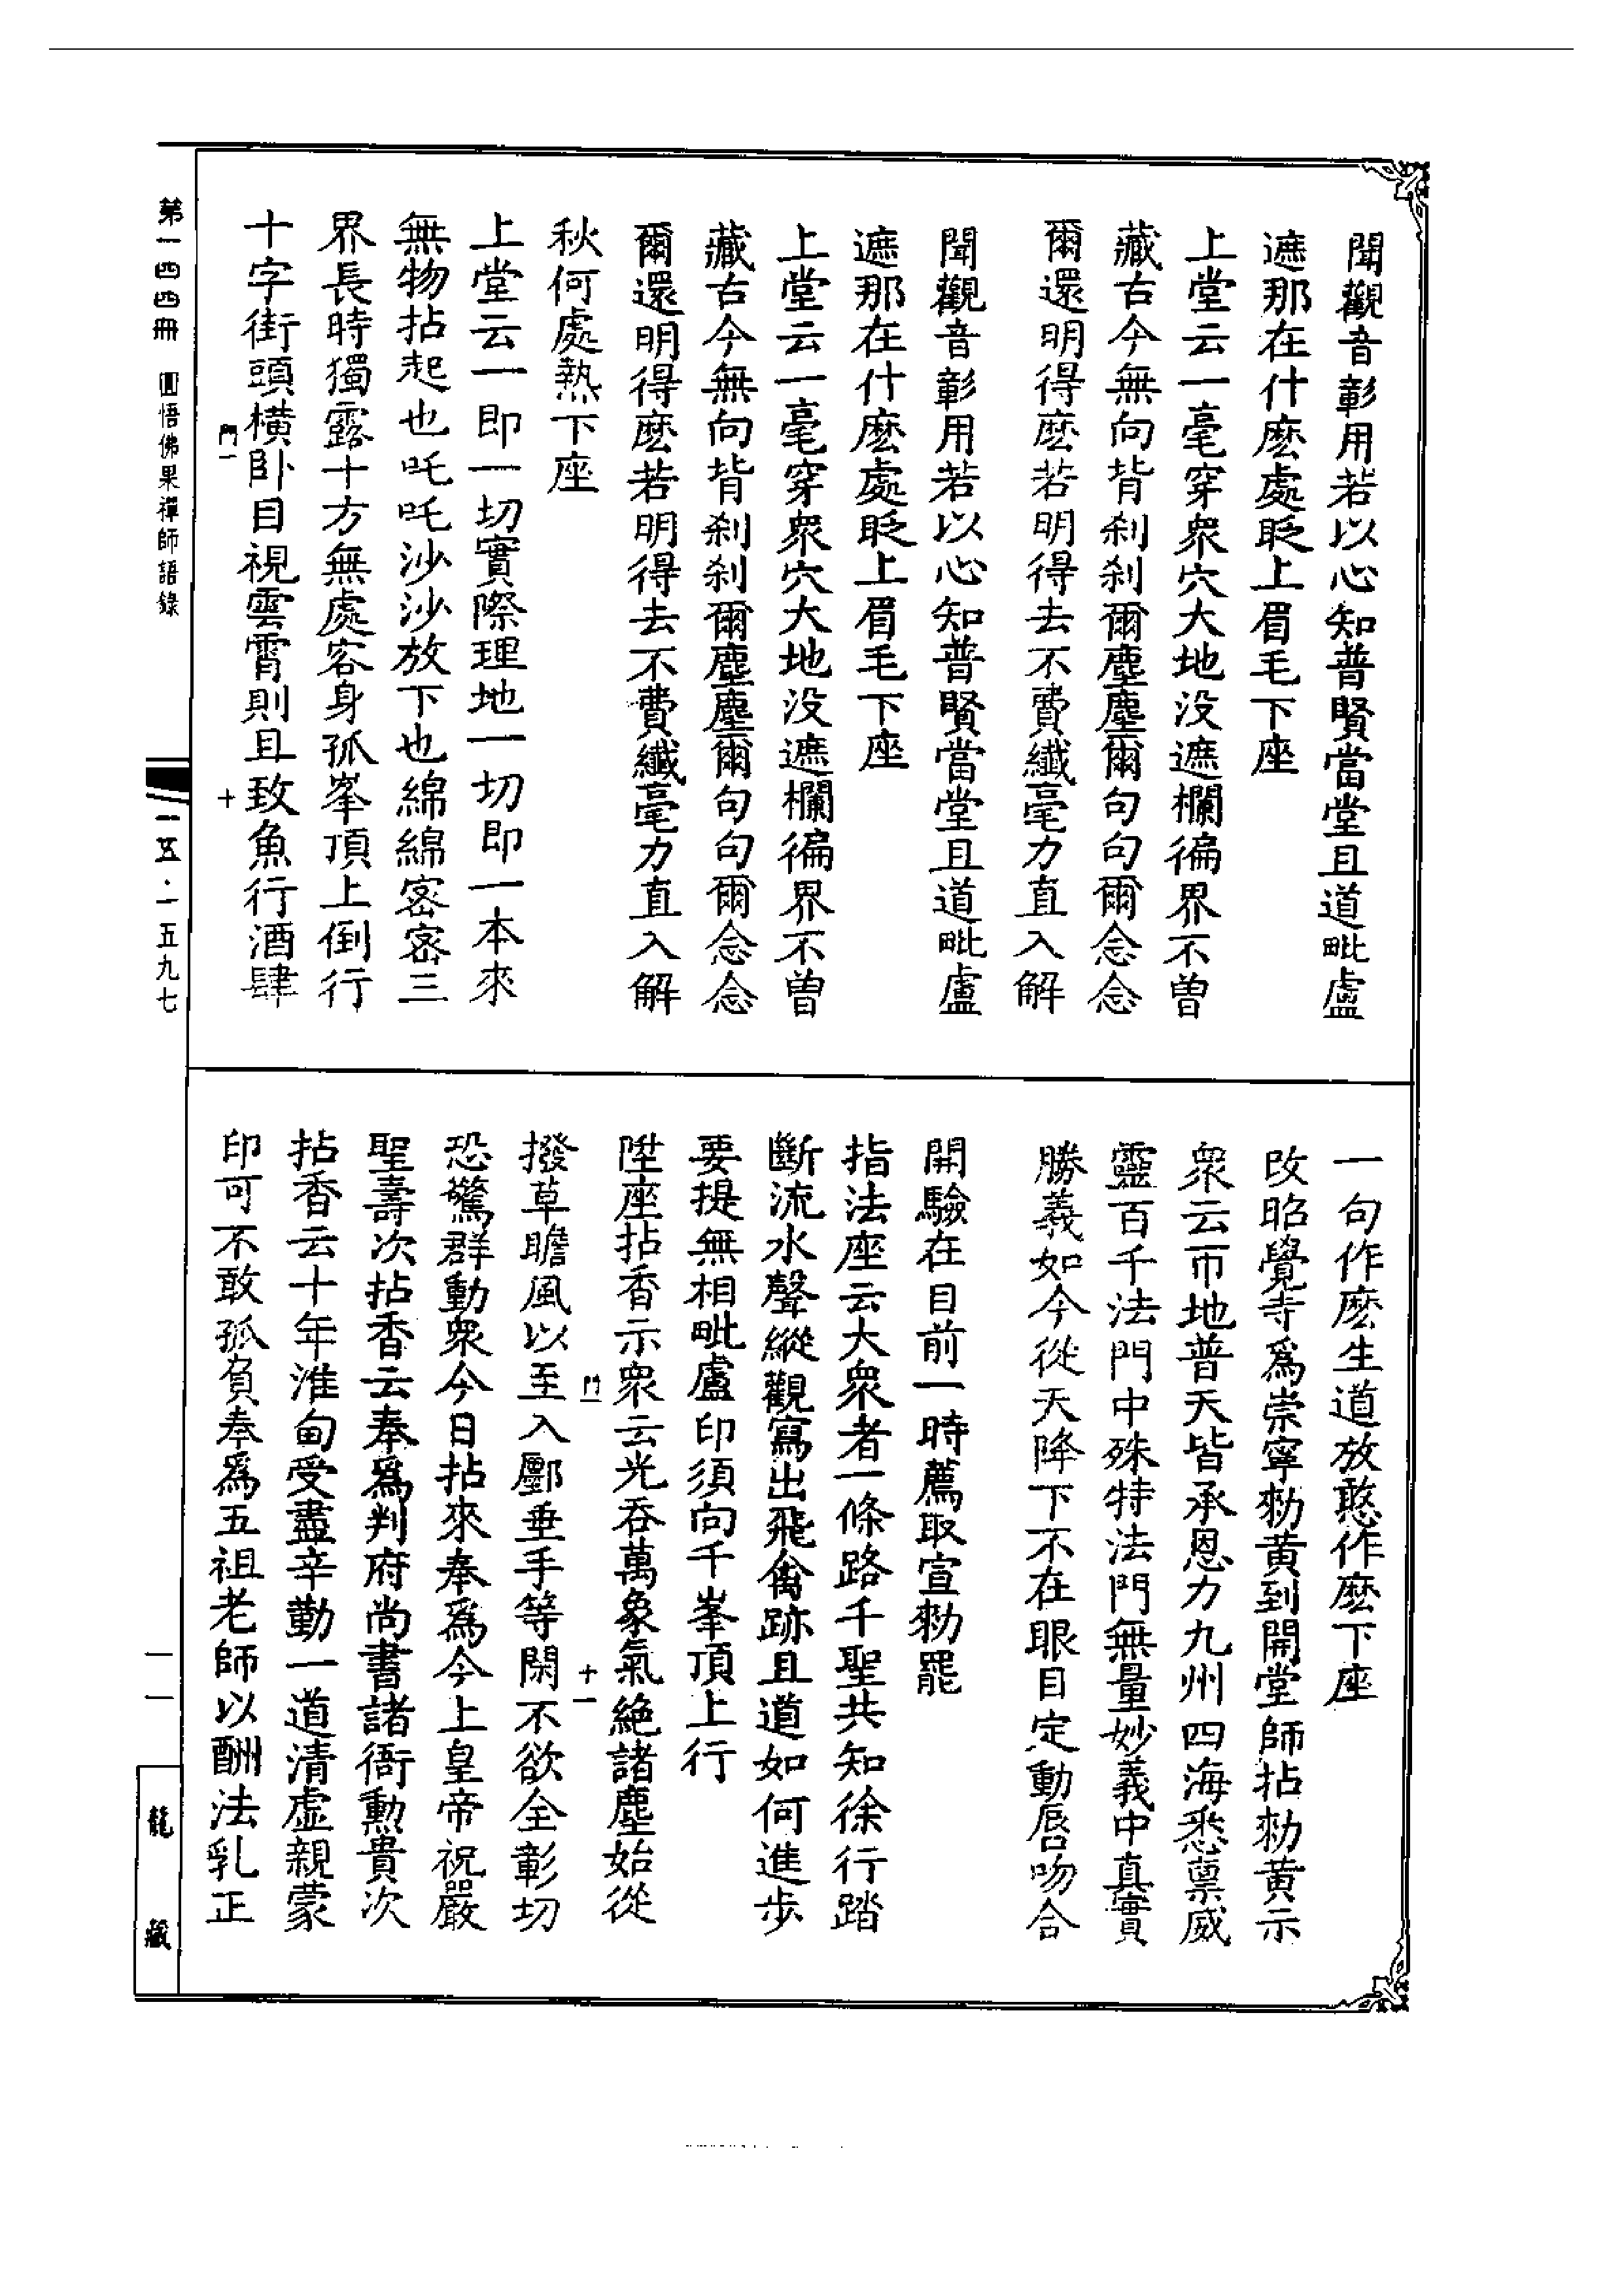 聞觀音彰用若以心知普賢當堂且道毗盧
遮那在什麽處眨上眉毛下座
上堂云一毫穿衆穴大地没遮欄徧界不曾
藏古今無向背刹刹爾塵塵爾句句爾念念
爾還明得麽若明得去不費纖毫力直入解
聞觀音彰用若以心知普賢當堂且道毗盧
遮那在什麽處眨上眉毛下座
上堂云一毫穿衆穴大地没遮欄徧界不曾
藏古今無向背刹刹爾塵塵爾句句爾念念
爾還明得麽若明得去不費纖毫力直入解
秋何處熱下座
上堂云一即一切實際理地一切即一本來
無物拈起也吒吒沙沙放下也綿綿密密三
界長時獨露十方無處容身孤峯頂上倒行
十字街頭橫卧目視雲霄則且致魚行酒肆
門一 十
一句作麽生道放憨作麽下座
改昭覺寺爲崇寧勑黃到開堂師拈勑黃示
衆云帀地普天皆承恩力九州四海悉稟威
靈百千法門中殊特法門無量妙義中真實
勝義如今從天降下不在眼目定動唇吻合
開驗在目前一時薦取宣勑罷
指法座云大衆者一條路千聖共知徐行踏
斷流水聲縱觀寫出飛禽跡且道如何進步
要提無相毗盧印須向千峯頂上行
陞座拈香示衆云光吞萬象氣絶諸塵始從
門一 十一
撥草瞻風以至入鄽垂手等閑不欲全彰切
恐驚群動衆今日拈來奉爲今上皇帝祝嚴
聖壽次拈香云奉爲判府尚書諸衙勲貴次
拈香云十年淮甸受盡辛勤一道清虛親蒙
印可不敢孤負奉爲五祖老師以酬法乳正
第一四四冊 圓悟佛果禪師語錄
一五·一五九七
一一
龍藏